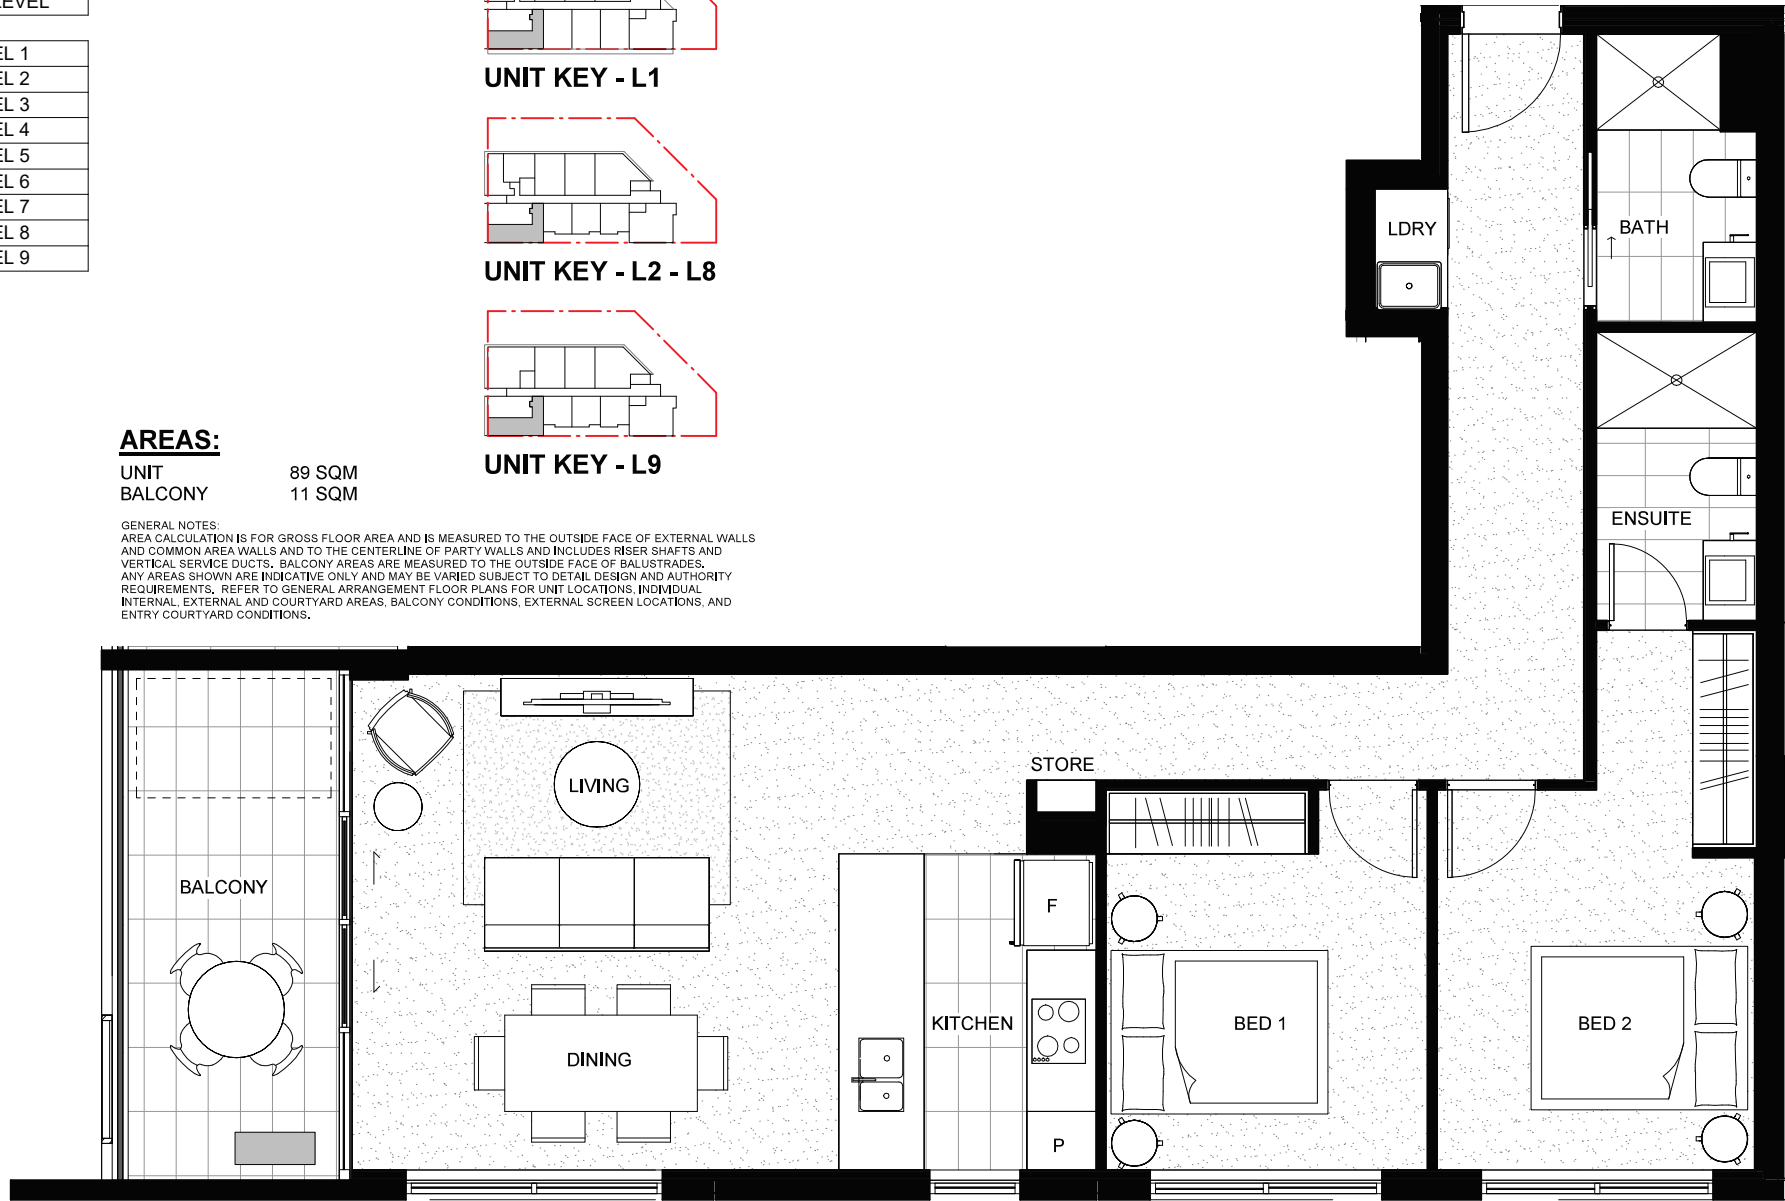 LEVEL
EL 1
EL 2
EL 3
EL 4
EL 5
EL 6
EL 7
EL 8
EL 9
UNIT KEY - L1
UNIT KEY - L2 - L8
UNIT KEY - L9
AREAS:
UNIT 89 SQM
BALCONY 11 SQM
GENERAL NOTES:
AREA CALCULATION IS FOR GROSS FLOOR AREA AND IS MEASURED TO THE OUTSIDE FACE OF EXTERNAL WALLS
AND COMMON AREA WALLS AND TO THE CENTERLINE OF PARTY WALLS AND INCLUDES RISER SHAFTS AND
VERTICAL SERVICE DUCTS. BALCONY AREAS ARE MEASURED TO THE OUTSIDE FACE OF BALUSTRADES.
ANY AREAS SHOWN ARE INDICATIVE ONLY AND MAY BE VARIED SUBJECT TO DETAIL DESIGN AND AUTHORITY
REQUIREMENTS. REFER TO GENERAL ARRANGEMENT FLOOR PLANS FOR UNIT LOCATIONS, INDIVIDUAL
INTERNAL, EXTERNAL AND COURTYARD AREAS, BALCONY CONDITIONS, EXTERNAL SCREEN LOCATIONS, AND
ENTRY COURTYARD CONDITIONS.
LDRY
BATH
ENSUITE
STORE
LIVING
BALCONY
F
KITCHEN
BED 1
BED 2
DINING
P